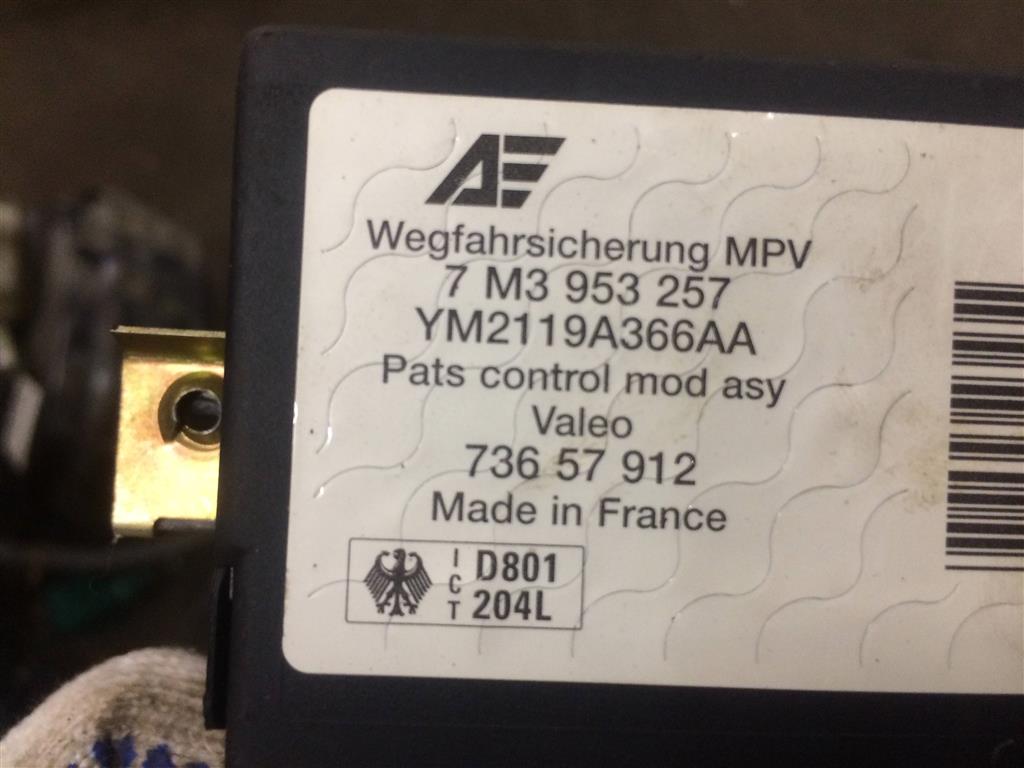 AE
Wegfahrsicherung MPV
7 M3 953 257
YM2119A366AA
Pats control mod asy
Valeo
736 57 912
Made in France
ICT D801
204L